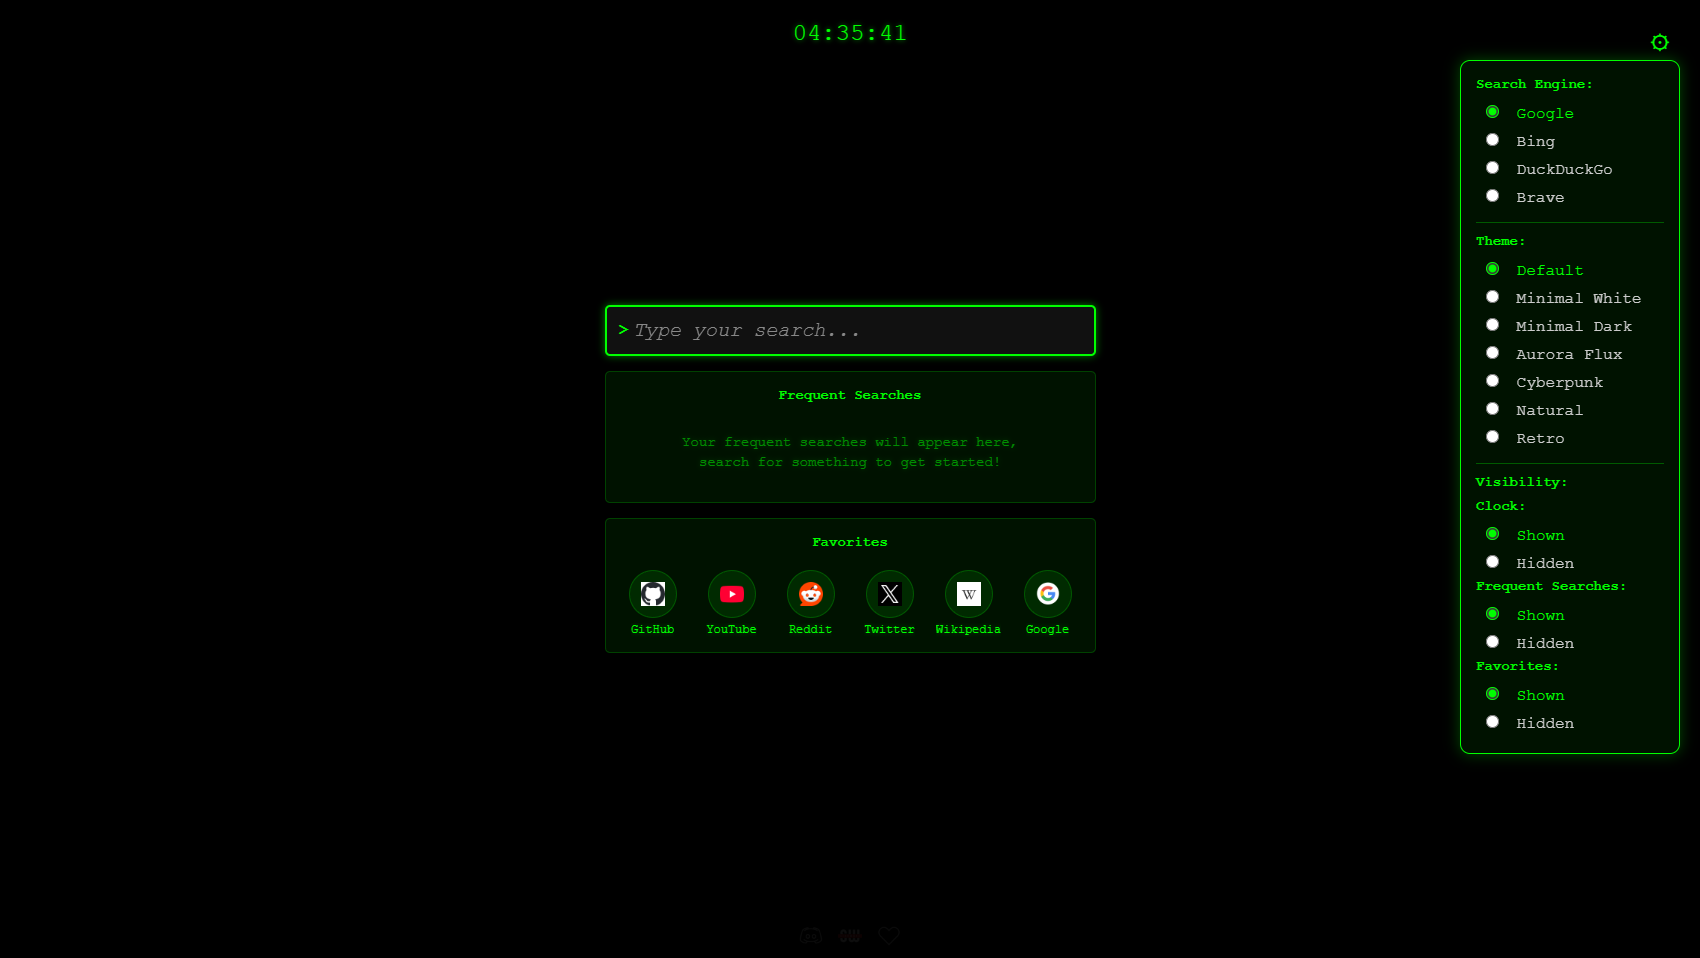 04:35:41
> Type your search...
Frequent Searches
Your frequent searches will appear here,
search for something to get started!
Favorites
GitHub YouTube Reddit Twitter Wikipedia Google
Search Engine:
Google
Bing
DuckDuckGo
Brave
Theme:
Default
Minimal White
Minimal Dark
Aurora Flux
Cyberpunk
Natural
Retro
Visibility:
Clock:
Shown
Hidden
Frequent Searches:
Shown
Hidden
Favorites:
Shown
Hidden